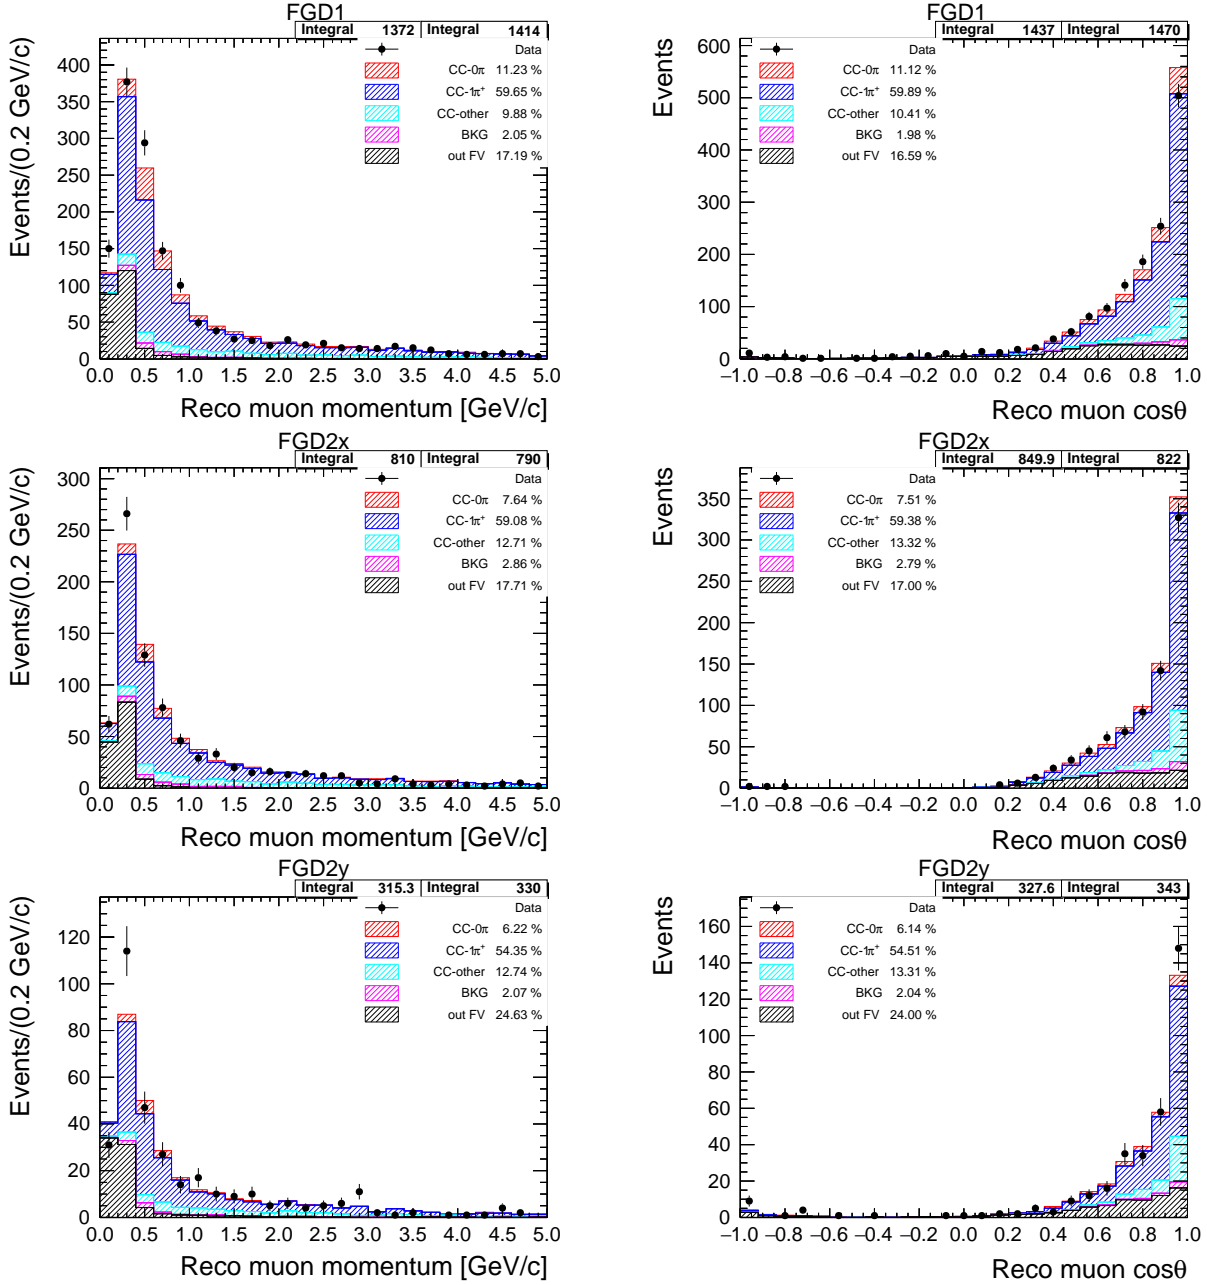 FGD1
Integral 1372 Integral 1414
Events/(0.2 GeV/c)
400
350
300
250
200
150
100
50
0
Data
CC-0π 11.23 %
CC-1π⁺ 59.65 %
CC-other 9.88 %
BKG 2.05 %
out FV 17.19 %
0.0 0.5 1.0 1.5 2.0 2.5 3.0 3.5 4.0 4.5 5.0
Reco muon momentum [GeV/c]
FGD1
Integral 1437 Integral 1470
Events
600
500
400
300
200
100
0
Data
CC-0π 11.12 %
CC-1π⁺ 59.89 %
CC-other 10.41 %
BKG 1.98 %
out FV 16.59 %
−1.0 −0.8 −0.6 −0.4 −0.2 0.0 0.2 0.4 0.6 0.8 1.0
Reco muon cosθ
FGD2x
Integral 810 Integral 790
Events/(0.2 GeV/c)
300
250
200
150
100
50
0
Data
CC-0π 7.64 %
CC-1π⁺ 59.08 %
CC-other 12.71 %
BKG 2.86 %
out FV 17.71 %
0.0 0.5 1.0 1.5 2.0 2.5 3.0 3.5 4.0 4.5 5.0
Reco muon momentum [GeV/c]
FGD2x
Integral 849.9 Integral 822
Events
350
300
250
200
150
100
50
0
Data
CC-0π 7.51 %
CC-1π⁺ 59.38 %
CC-other 13.32 %
BKG 2.79 %
out FV 17.00 %
−1.0 −0.8 −0.6 −0.4 −0.2 0.0 0.2 0.4 0.6 0.8 1.0
Reco muon cosθ
FGD2y
Integral 315.3 Integral 330
Events/(0.2 GeV/c)
120
100
80
60
40
20
0
Data
CC-0π 6.22 %
CC-1π⁺ 54.35 %
CC-other 12.74 %
BKG 2.07 %
out FV 24.63 %
0.0 0.5 1.0 1.5 2.0 2.5 3.0 3.5 4.0 4.5 5.0
Reco muon momentum [GeV/c]
FGD2y
Integral 327.6 Integral 343
Events
160
140
120
100
80
60
40
20
0
Data
CC-0π 6.14 %
CC-1π⁺ 54.51 %
CC-other 13.31 %
BKG 2.04 %
out FV 24.00 %
−1.0 −0.8 −0.6 −0.4 −0.2 0.0 0.2 0.4 0.6 0.8 1.0
Reco muon cosθ